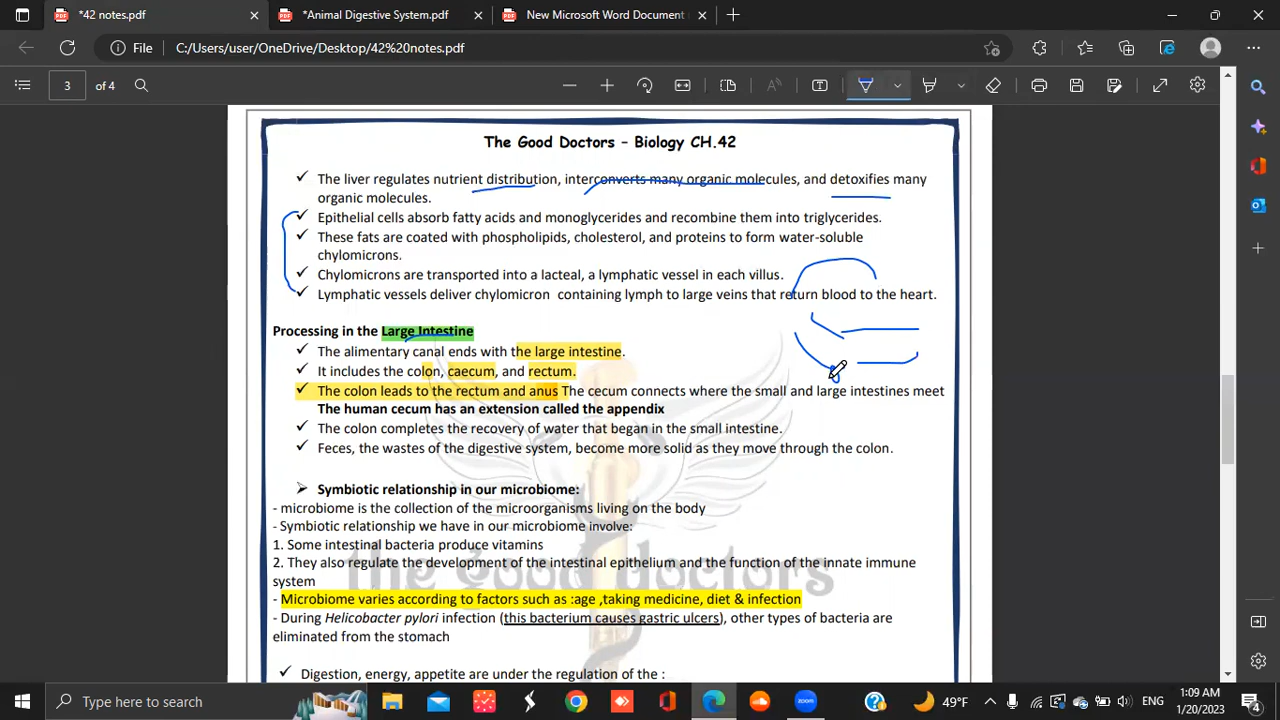 *42 notes.pdf
*Animal Digestive System.pdf
New Microsoft Word Document
File C:/Users/user/OneDrive/Desktop/42%20notes.pdf
3 of 4
The Good Doctors – Biology CH.42
✓ The liver regulates nutrient distribution, interconverts many organic molecules, and detoxifies many
organic molecules.
✓ Epithelial cells absorb fatty acids and monoglycerides and recombine them into triglycerides.
✓ These fats are coated with phospholipids, cholesterol, and proteins to form water-soluble
chylomicrons.
✓ Chylomicrons are transported into a lacteal, a lymphatic vessel in each villus.
✓ Lymphatic vessels deliver chylomicron containing lymph to large veins that return blood to the heart.
Processing in the Large Intestine
✓ The alimentary canal ends with the large intestine.
✓ It includes the colon, caecum, and rectum.
✓ The colon leads to the rectum and anus The cecum connects where the small and large intestines meet
The human cecum has an extension called the appendix
✓ The colon completes the recovery of water that began in the small intestine.
✓ Feces, the wastes of the digestive system, become more solid as they move through the colon.
➢ Symbiotic relationship in our microbiome:
- microbiome is the collection of the microorganisms living on the body
- Symbiotic relationship we have in our microbiome involve:
1. Some intestinal bacteria produce vitamins
2. They also regulate the development of the intestinal epithelium and the function of the innate immune
system
- Microbiome varies according to factors such as :age ,taking medicine, diet & infection
- During Helicobacter pylori infection (this bacterium causes gastric ulcers), other types of bacteria are
eliminated from the stomach
the good doctors
✓ Digestion, energy, appetite are under the regulation of the :
Type here to search
zoom
49°F
ENG
1:09 AM
1/20/2023
4